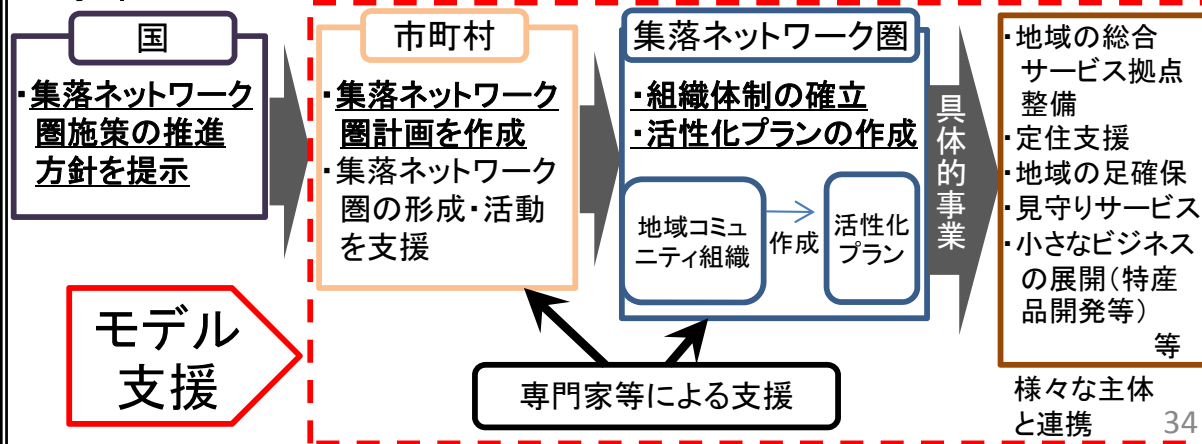 国
・集落ネットワーク
圏施策の推進
方針を提示
市町村
・集落ネットワーク
圏計画を作成
・集落ネットワーク
圏の形成・活動
を支援
集落ネットワーク圏
・組織体制の確立
・活性化プランの作成
地域コミュ
ニティ組織
作成
活性化
プラン
具体的事業
・地域の総合
サービス拠点
整備
・定住支援
・地域の足確保
・見守りサービス
・小さなビジネス
の展開（特産
品開発等）
等
モデル
支援
専門家等による支援
様々な主体
と連携
34